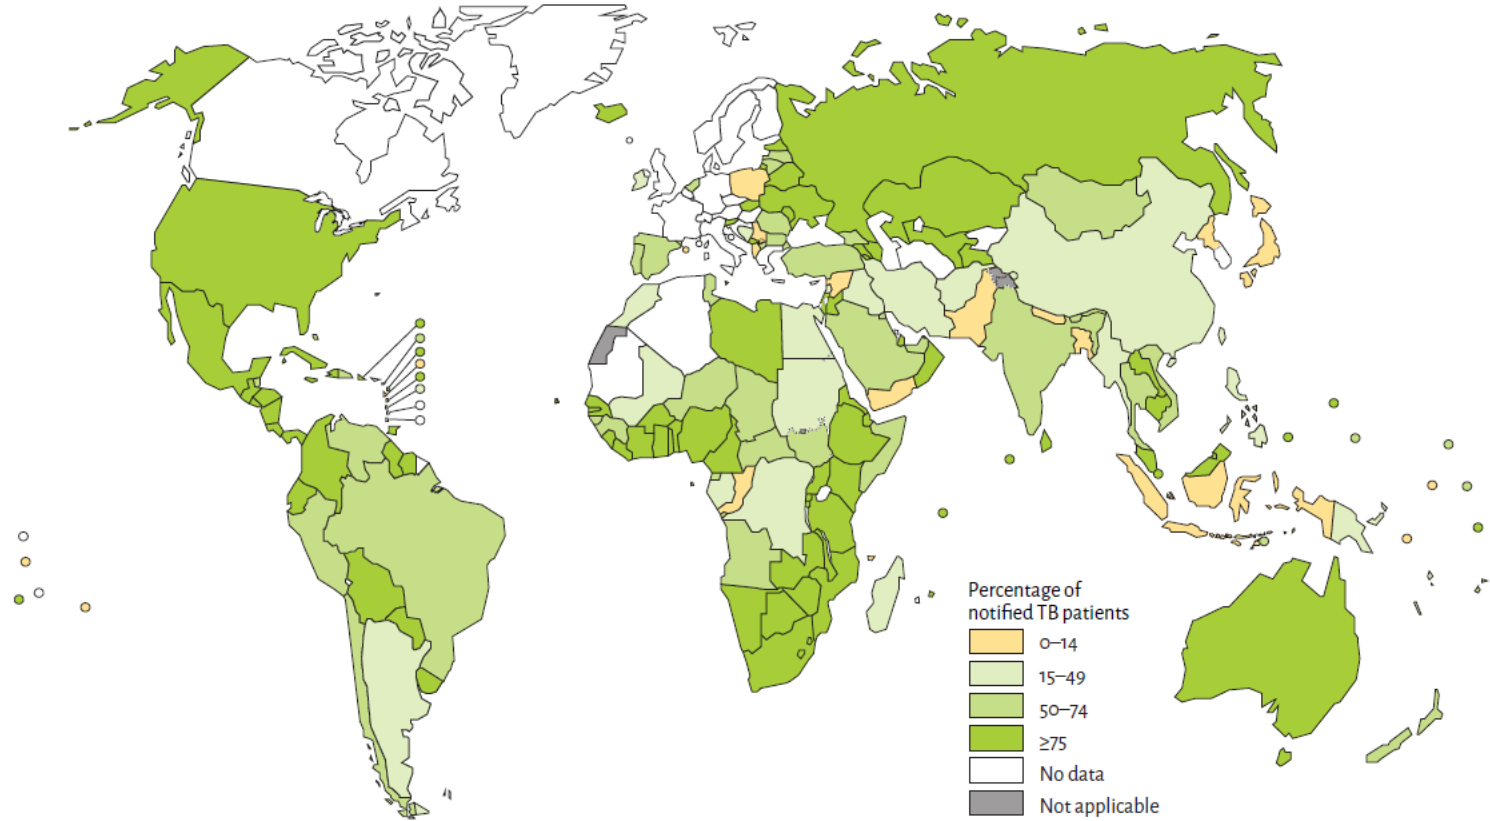 Percentage of
notified TB patients
0–14
15–49
50–74
≥75
No data
Not applicable